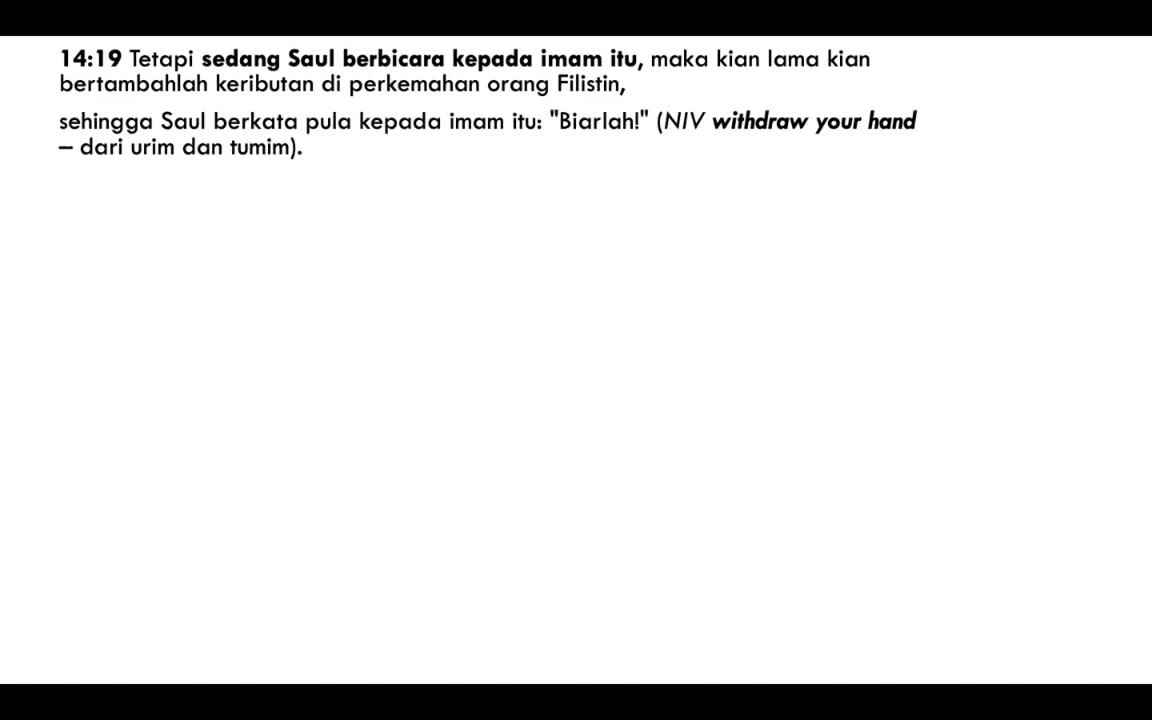 14:19 Tetapi sedang Saul berbicara kepada imam itu, maka kian lama kian
bertambahlah keributan di perkemahan orang Filistin,
sehingga Saul berkata pula kepada imam itu: "Biarlah!" (NIV withdraw your hand
– dari urim dan tumim).